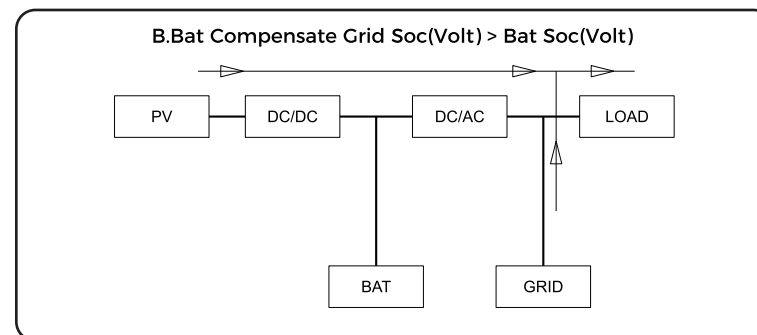 B.Bat Compensate Grid Soc(Volt) > Bat Soc(Volt)
PV
DC/DC
DC/AC
LOAD
BAT
GRID